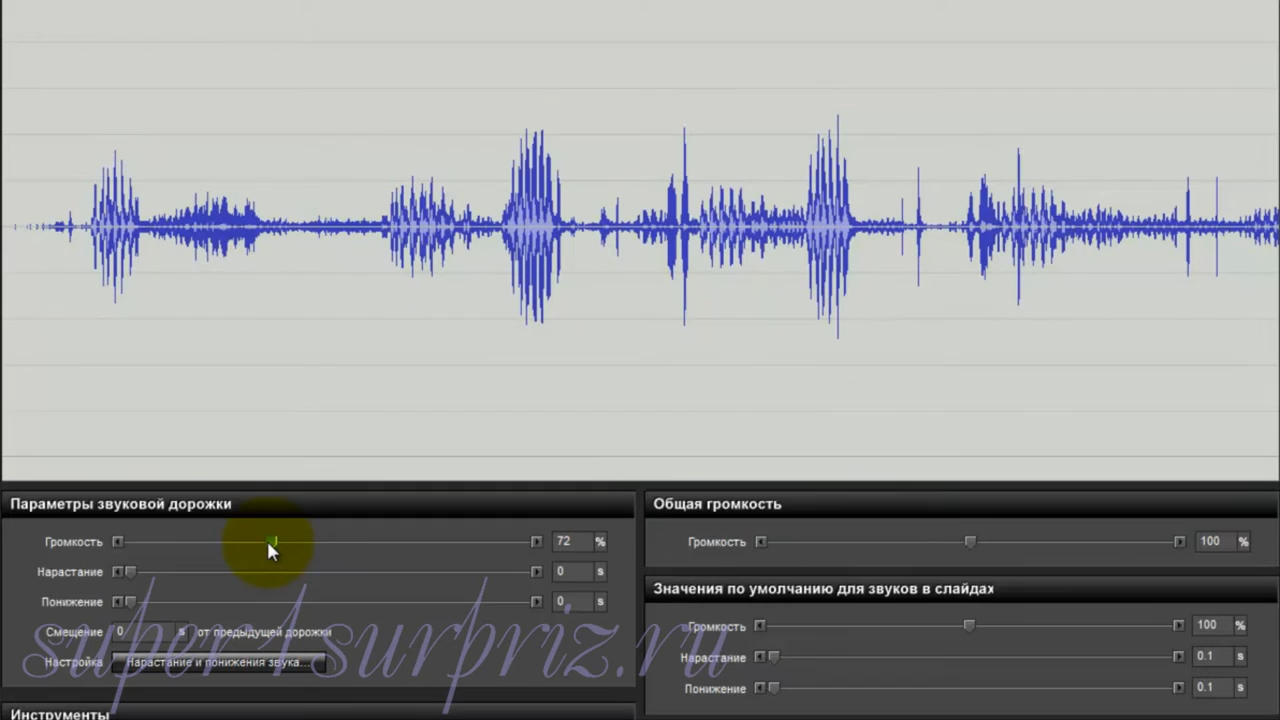 Параметры звуковой дорожки
Громкость 72 %
Нарастание 0 s
Понижение 0 s
Смещение 0 s от предыдущей дорожки
Настройка Нарастание и понижения звука...
Инструменты
Общая громкость
Громкость 100 %
Значения по умолчанию для звуков в слайдах
Громкость 100 %
Нарастание 0.1 s
Понижение 0.1 s
super1surpriz.ru